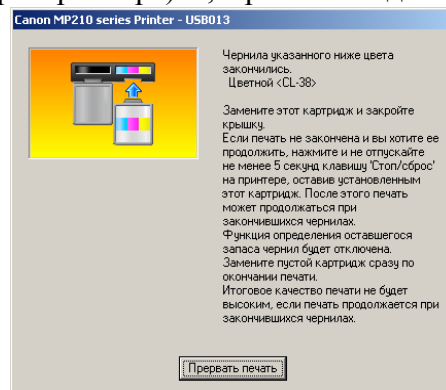 Canon MP210 series Printer - USB013
Чернила указанного ниже цвета
закончились.
Цветной <CL-38>
Замените этот картридж и закройте
крышку.
Если печать не закончена и вы хотите ее
продолжить, нажмите и не отпускайте
не менее 5 секунд клавишу 'Стоп/сброс'
на принтере, оставив установленным
этот картридж. После этого печать
может продолжаться при
закончившихся чернилах.
Функция определения оставшегося
запаса чернил будет отключена.
Замените пустой картридж сразу по
окончании печати.
Итоговое качество печати не будет
высоким, если печать продолжается при
закончившихся чернилах.
Прервать печать